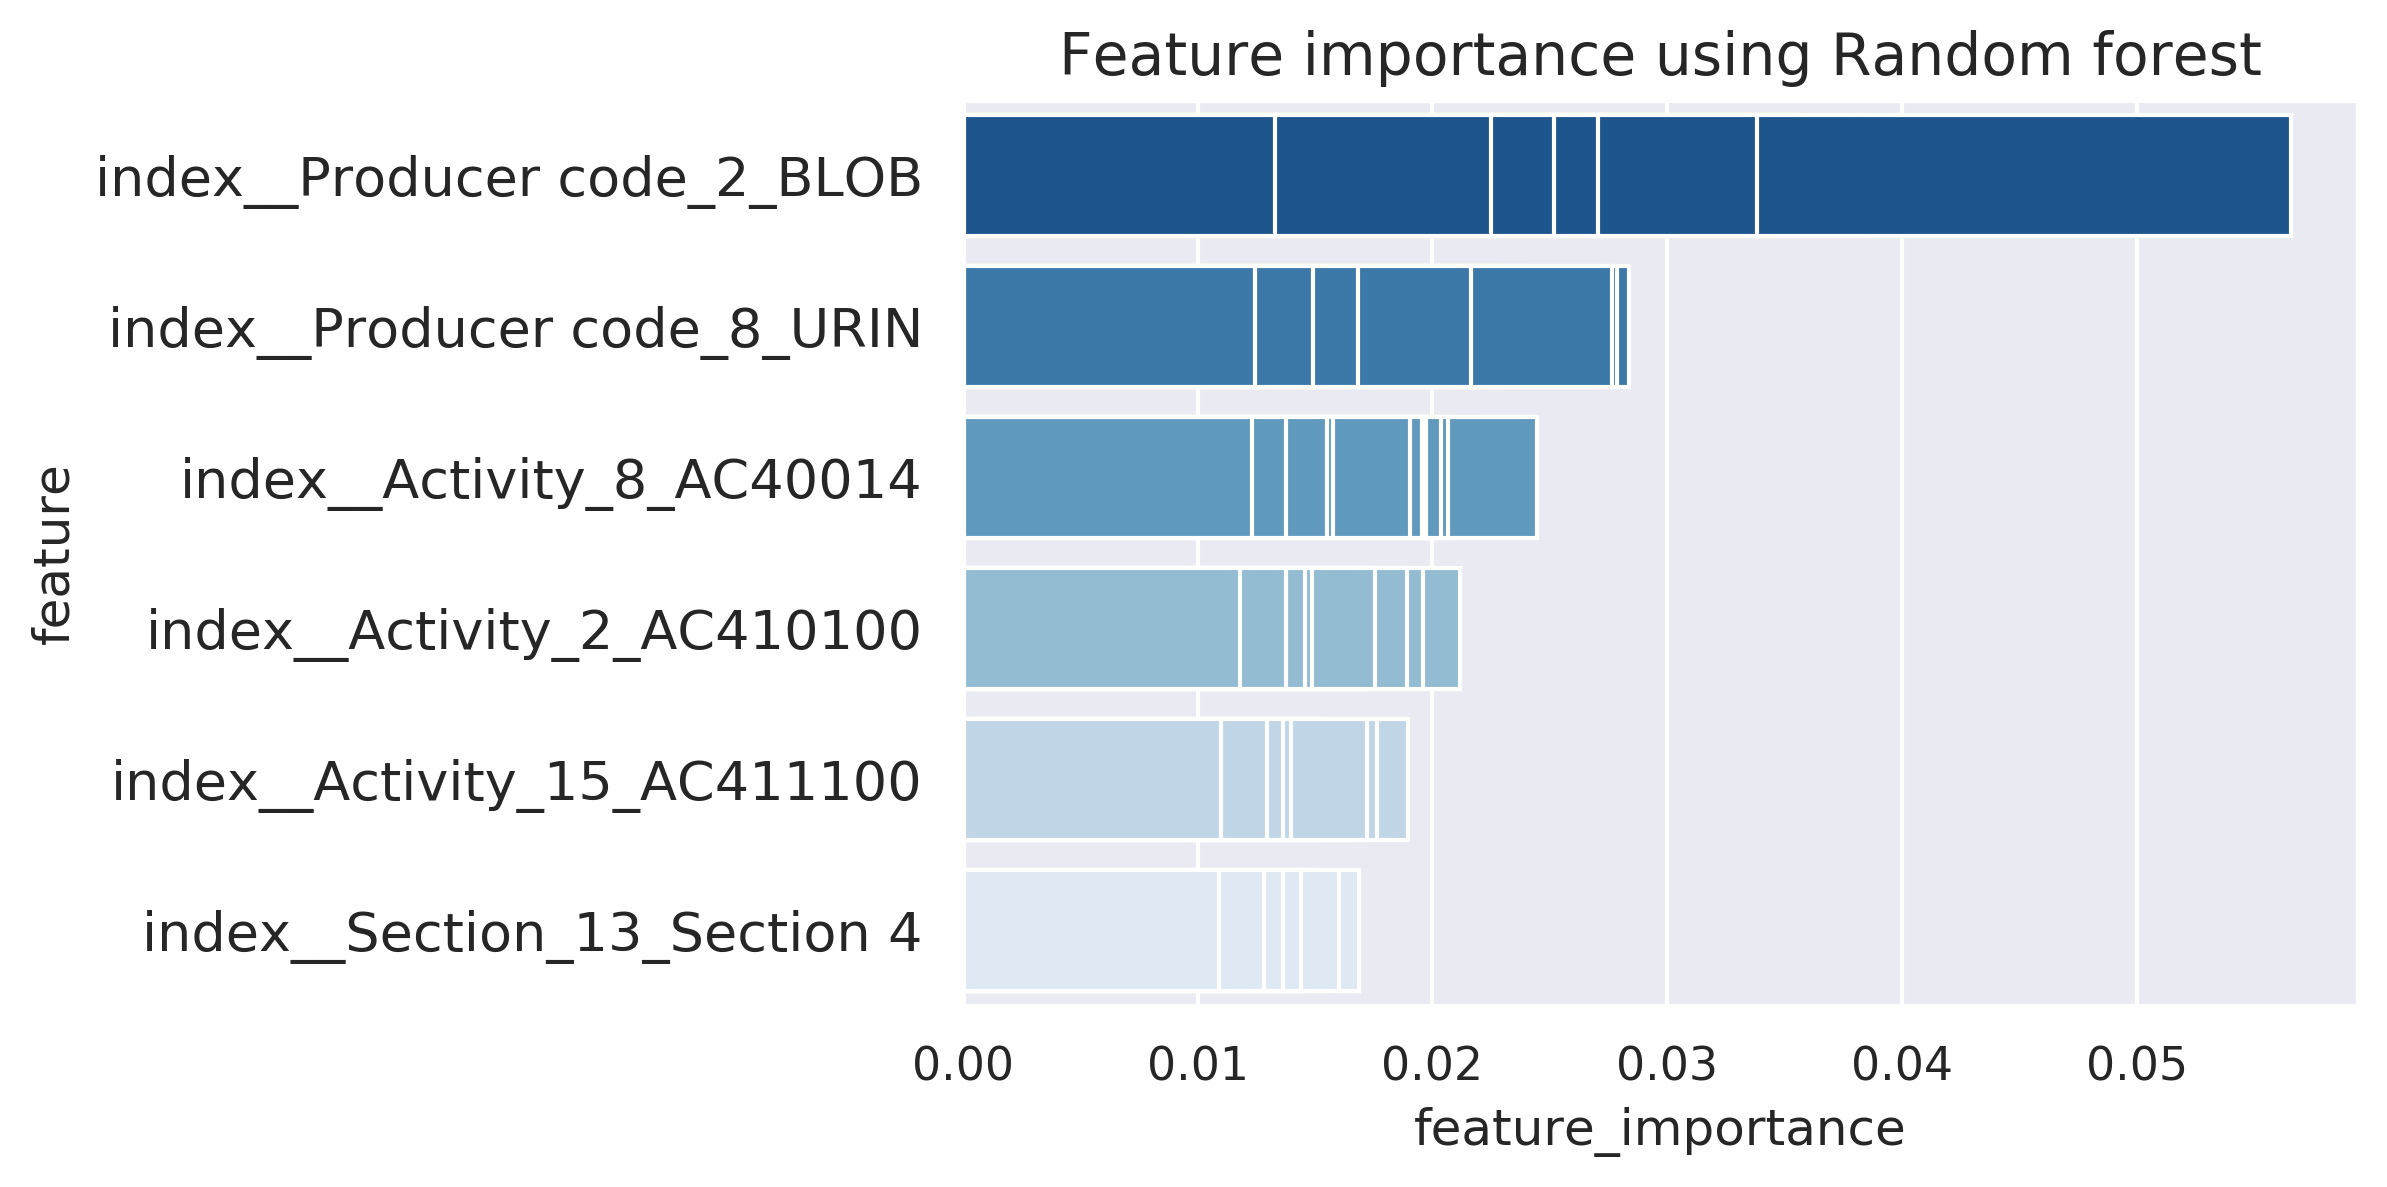 Feature importance using Random forest
index__Producer code_2_BLOB
index__Producer code_8_URIN
index__Activity_8_AC40014
index__Activity_2_AC410100
index__Activity_15_AC411100
index__Section_13_Section 4
feature
0.00 0.01 0.02 0.03 0.04 0.05
feature_importance